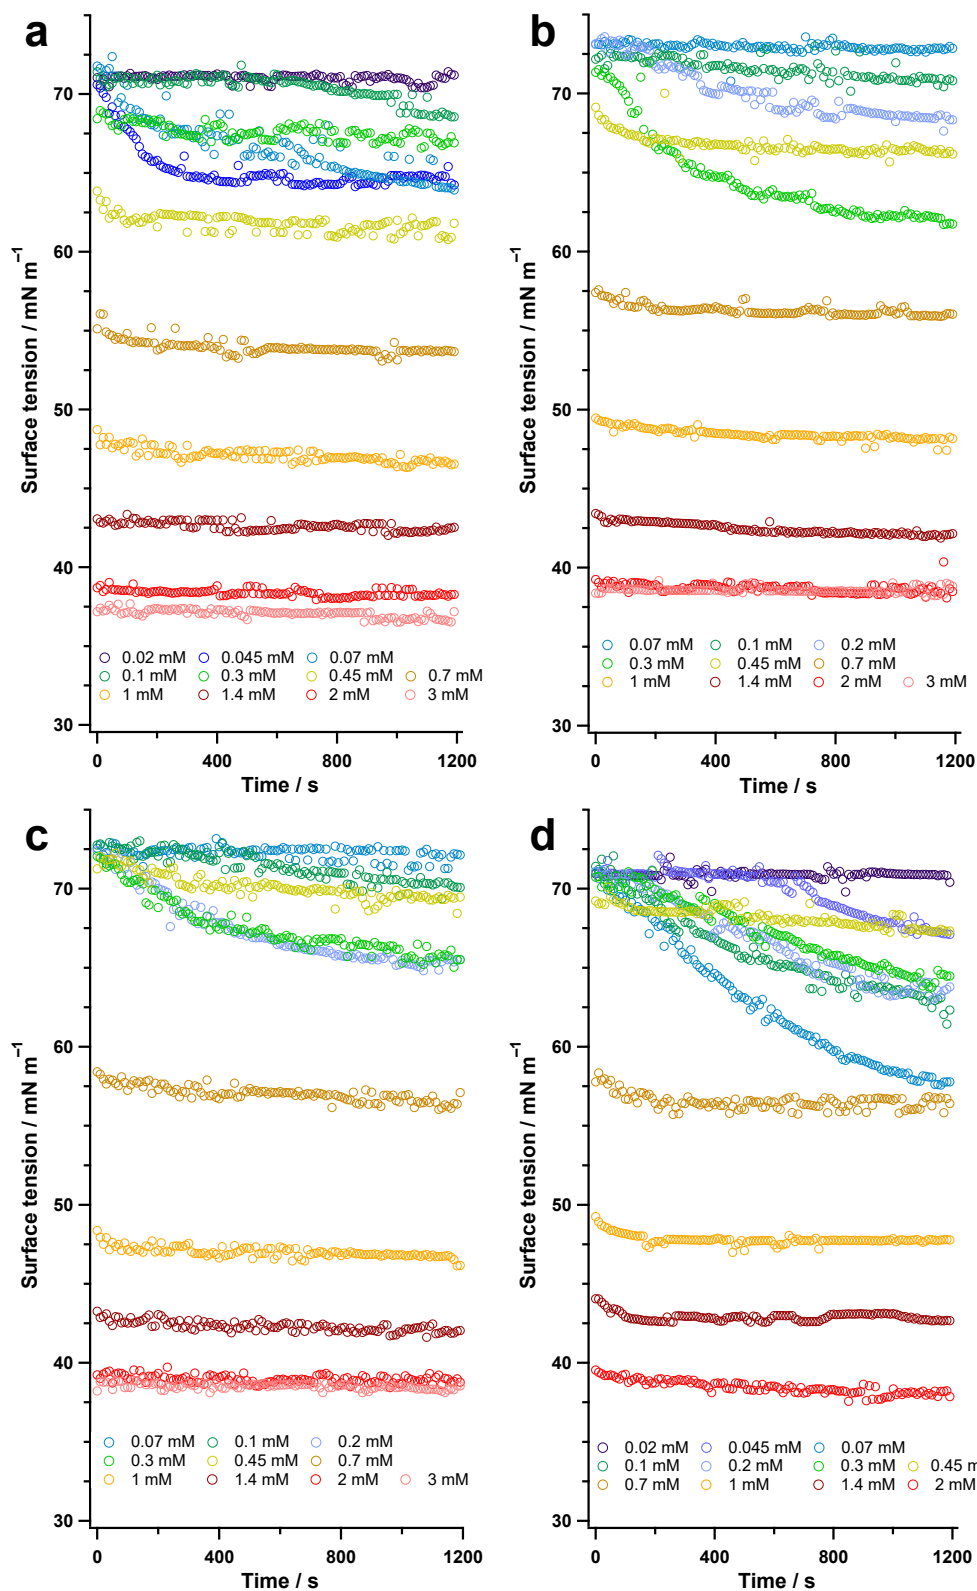 a
70
60
50
40
30
Surface tension / mN m⁻¹
0.02 mM 0.045 mM 0.07 mM
0.1 mM 0.3 mM 0.45 mM 0.7 mM
1 mM 1.4 mM 2 mM 3 mM
0 400 800 1200
Time / s
b
70
60
50
40
30
Surface tension / mN m⁻¹
0.07 mM 0.1 mM 0.2 mM
0.3 mM 0.45 mM 0.7 mM
1 mM 1.4 mM 2 mM 3 mM
0 400 800 1200
Time / s
c
70
60
50
40
30
Surface tension / mN m⁻¹
0.07 mM 0.1 mM 0.2 mM
0.3 mM 0.45 mM 0.7 mM
1 mM 1.4 mM 2 mM 3 mM
0 400 800 1200
Time / s
d
70
60
50
40
30
Surface tension / mN m⁻¹
0.02 mM 0.045 mM 0.07 mM
0.1 mM 0.2 mM 0.3 mM 0.45 m
0.7 mM 1 mM 1.4 mM 2 mM
0 400 800 1200
Time / s